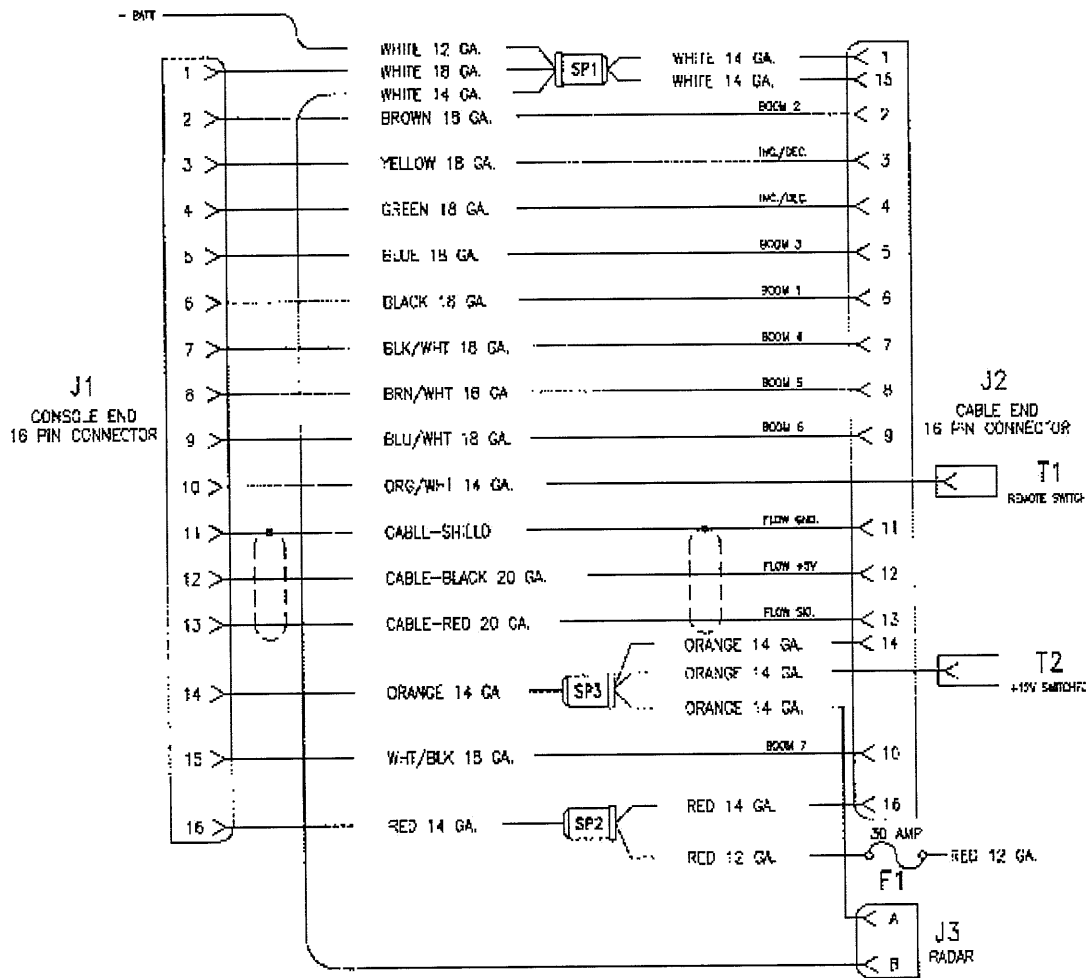 - BATT
WHITE 12 GA.
1 WHITE 18 GA. SP1 WHITE 14 GA. 1
WHITE 14 GA. WHITE 14 GA. 15
2 BROWN 18 GA. BOOM 2 2
3 YELLOW 18 GA. INC./DEC. 3
4 GREEN 18 GA. INC./DEC. 4
5 BLUE 18 GA. BOOM 3 5
6 BLACK 18 GA. BOOM 1 6
7 BLK/WHT 18 GA. BOOM 4 7
8 BRN/WHT 18 GA BOOM 5 8
J1
CONSOLE END
16 PIN CONNECTOR
J2
CABLE END
16 PIN CONNECTOR
9 BLU/WHT 18 GA. BOOM 6 9
10 ORG/WHT 14 GA.
T1
REMOTE SWITCH
11 CABLE-SHIELD FLOW GND. 11
12 CABLE-BLACK 20 GA. FLOW +5V 12
13 CABLE-RED 20 GA. FLOW SIG. 13
ORANGE 14 GA. 14
ORANGE 14 GA.
T2
14 ORANGE 14 GA SP3
ORANGE 14 GA.
15 WHT/BLK 18 GA. BOOM 7 10
RED 14 GA. 16
16 RED 14 GA. SP2
30 AMP
RED 12 GA. RED 12 GA.
F1
A
J3
RADAR
B